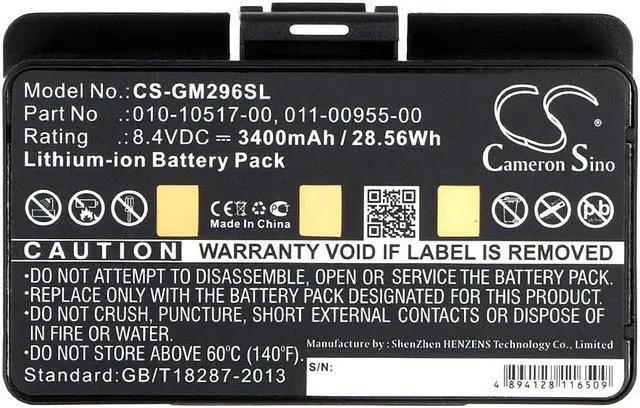 Model No.:CS-GM296SL
Part No .:010-10517-00, 011-00955-00
Rating .:8.4VDC ⎓ 3400mAh / 28.56Wh
Lithium-ion Battery Pack
Cameron Sino®
CE
Made In China
Pb
CAUTION WARRANTY VOID IF LABEL IS REMOVED
•DO NOT ATTEMPT TO DISASSEMBLE, OPEN OR SERVICE THE BATTERY PACK.
•REPLACE ONLY WITH THE BATTERY PACK DESIGNATED FOR THIS PRODUCT.
•DO NOT CRUSH, PUNCTURE, SHORT EXTERNAL CONTACTS OR DISPOSE OF
IN FIRE OR WATER.
•DO NOT STORE ABOVE 60°C (140°F).
Manufacture by : ShenZhen HENZENS Technology Co., Limited
Standard:GB/T18287-2013
S/N:
4 894128 116509